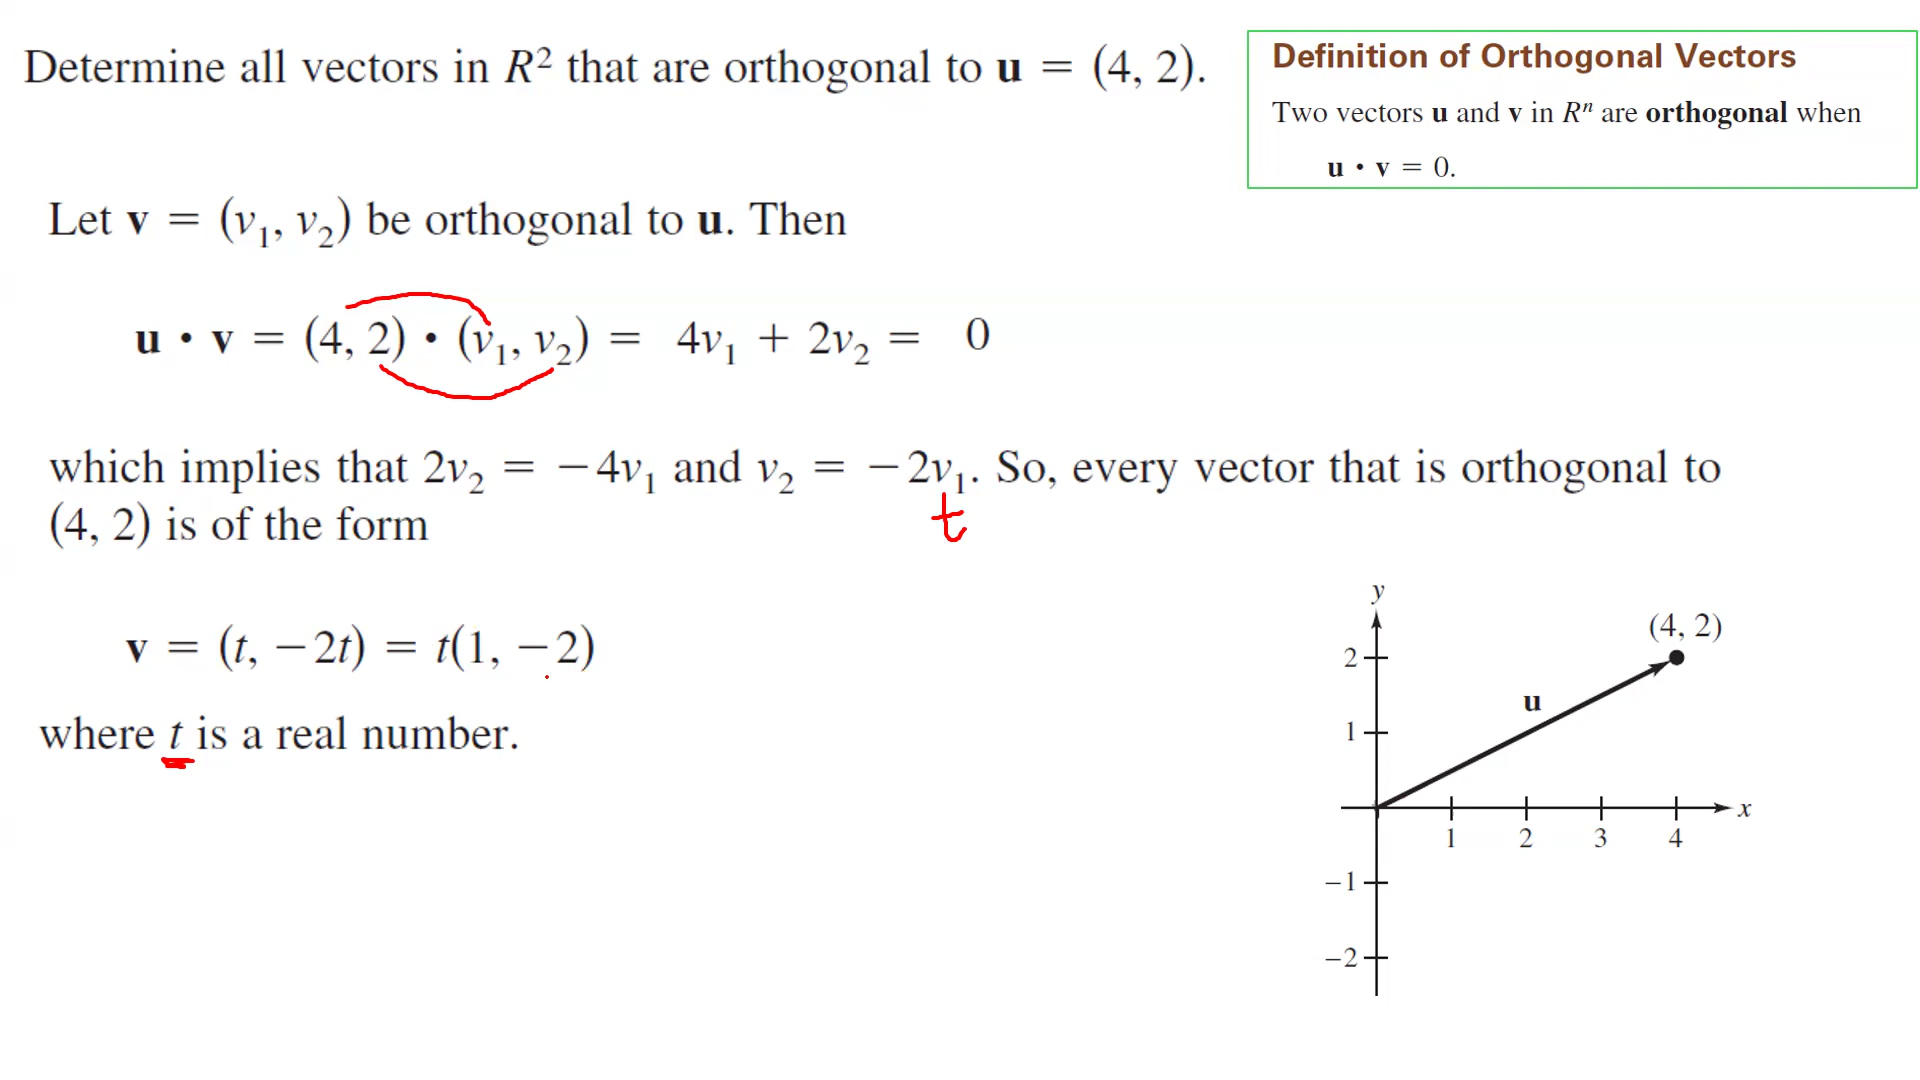 Determine all vectors in R² that are orthogonal to u = (4, 2).
Definition of Orthogonal Vectors
Two vectors u and v in Rⁿ are orthogonal when
u · v = 0.
Let v = (v₁, v₂) be orthogonal to u. Then
u · v = (4, 2) · (v₁, v₂) = 4v₁ + 2v₂ = 0
which implies that 2v₂ = −4v₁ and v₂ = −2v₁. So, every vector that is orthogonal to
t
(4, 2) is of the form
v = (t, −2t) = t(1, −2)
where t is a real number.
y
(4, 2)
2
u
1
x
1 2 3 4
−1
−2